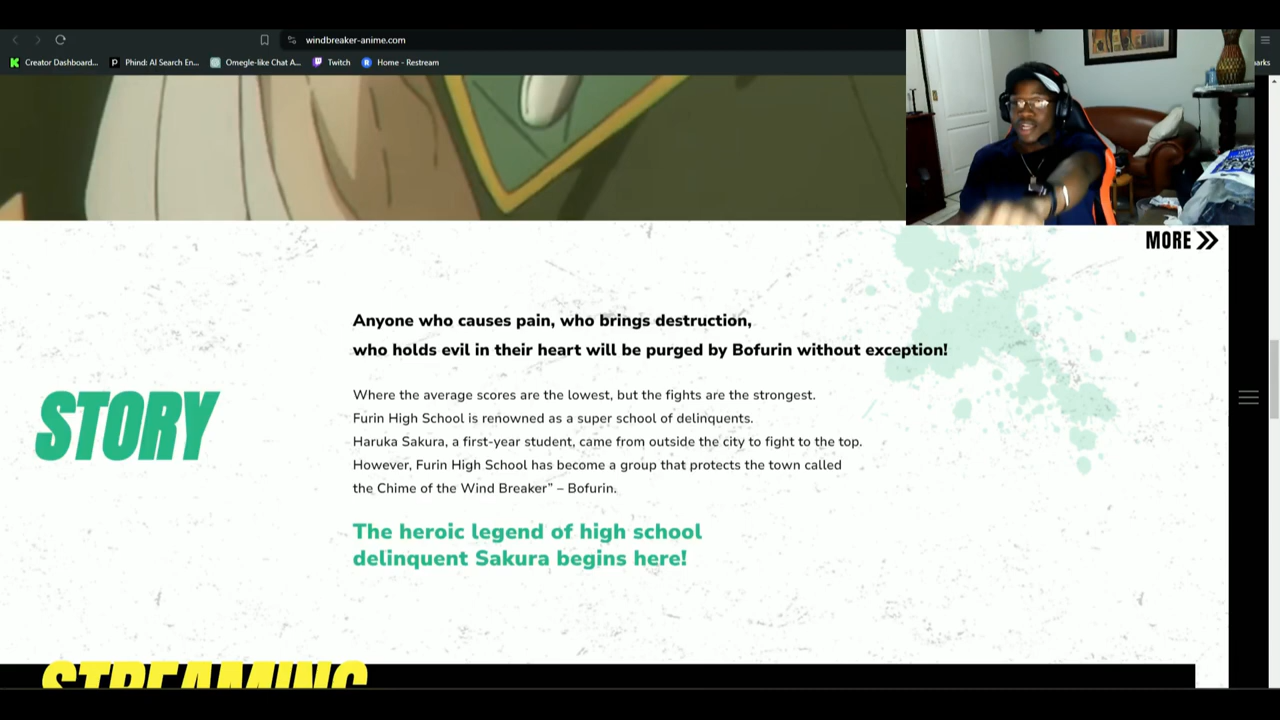 windbreaker-anime.com
Creator Dashboard... Phind: AI Search En... Omegle-like Chat A... Twitch Home - Restream arks
MORE
Anyone who causes pain, who brings destruction,
who holds evil in their heart will be purged by Bofurin without exception!
STORY
Where the average scores are the lowest, but the fights are the strongest.
Furin High School is renowned as a super school of delinquents.
Haruka Sakura, a first-year student, came from outside the city to fight to the top.
However, Furin High School has become a group that protects the town called
the Chime of the Wind Breaker” – Bofurin.
The heroic legend of high school
delinquent Sakura begins here!
STREAMING